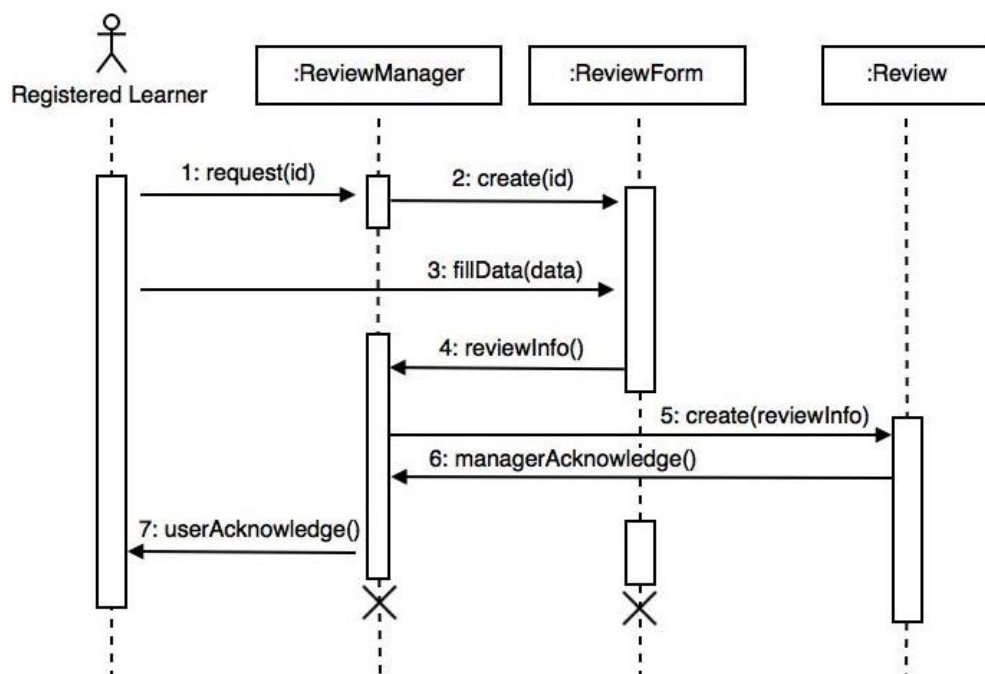 Registered Learner
:ReviewManager
:ReviewForm
:Review
1: request(id)
2: create(id)
3: fillData(data)
4: reviewInfo()
5: create(reviewInfo)
6: managerAcknowledge()
7: userAcknowledge()